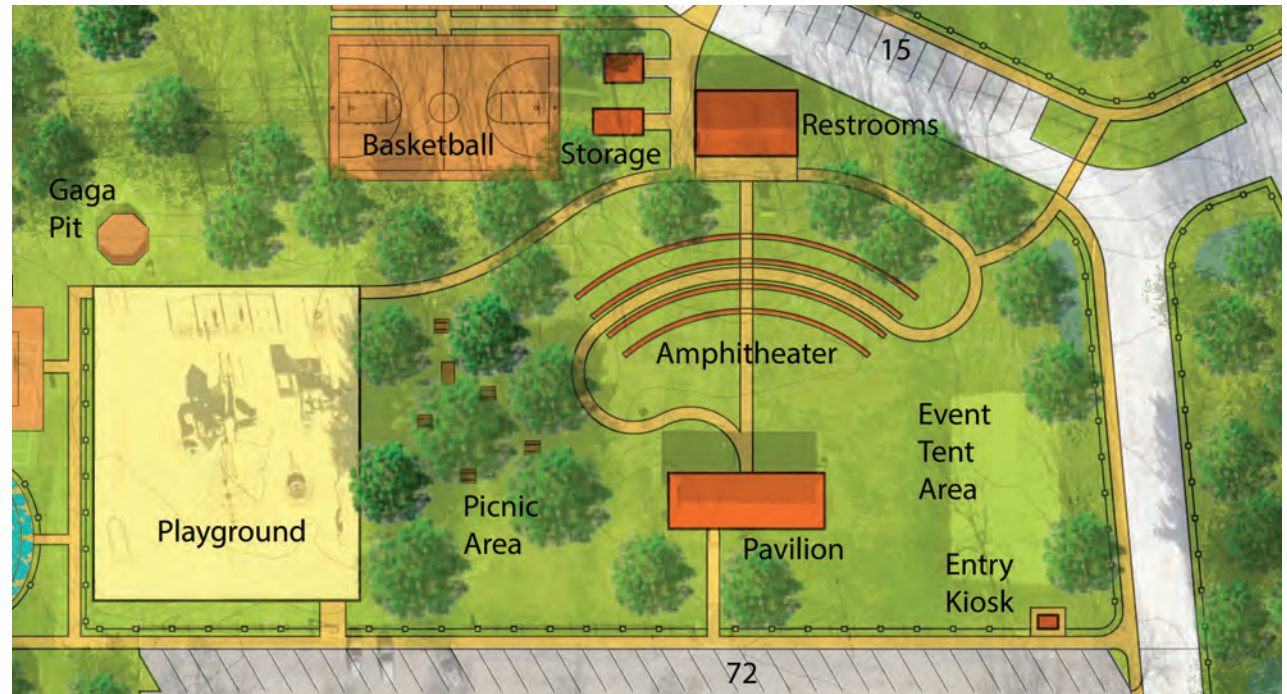 15
Basketball
Restrooms
Storage
Gaga
Pit
Amphitheater
Event
Tent
Area
Picnic
Area
Playground
Pavilion
Entry
Kiosk
72